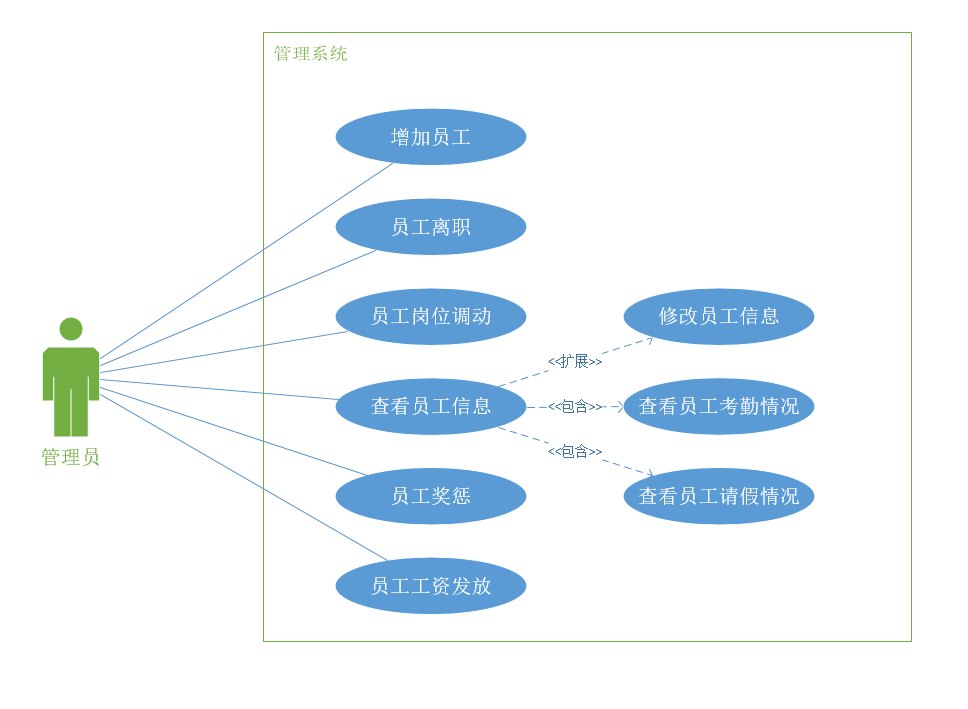 管理系统
增加员工
员工离职
员工岗位调动
修改员工信息
<<扩展>>
管理员
查看员工信息
<<包含>>
查看员工考勤情况
<<包含>>
员工奖惩
查看员工请假情况
员工工资发放